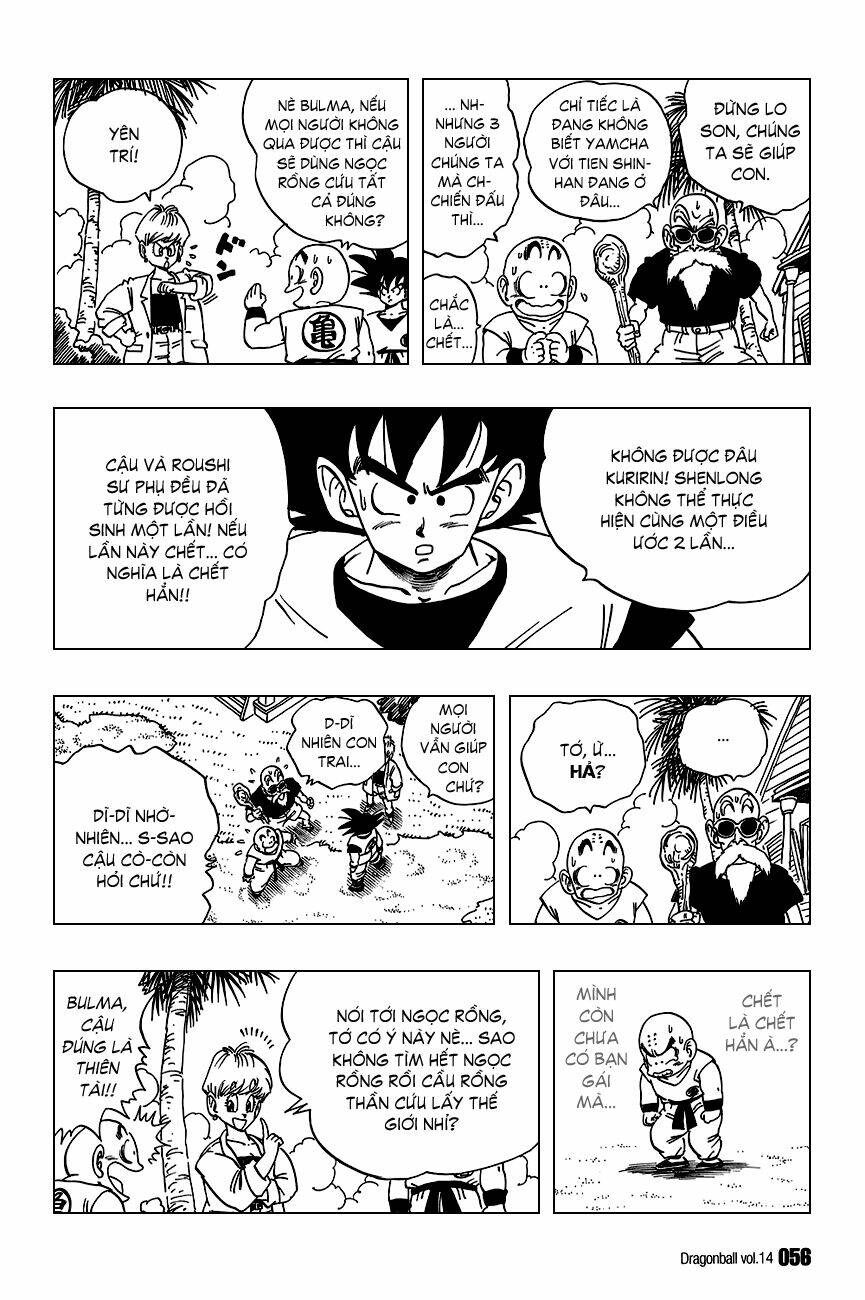 ĐỪNG LO
SON, CHÚNG
TA SẼ GIÚP
CON.
CHỈ TIẾC LÀ
ĐANG KHÔNG
BIẾT YAMCHA
VỚI TIEN SHIN-
HAN ĐANG Ở
ĐÂU...
... NH-
NHƯNG 3
NGƯỜI
CHÚNG TA
MÀ CH-
CHIẾN ĐẤU
THÌ...
CHẮC
LÀ...
CHẾT...
NÈ BULMA, NẾU
MỌI NGƯỜI KHÔNG
QUA ĐƯỢC THÌ CẬU
SẼ DÙNG NGỌC
RỒNG CỨU TẤT
CẢ ĐÚNG
KHÔNG?
YÊN
TRÍ!
ドン
亀
KHÔNG ĐƯỢC ĐÂU
KURIRIN! SHENLONG
KHÔNG THỂ THỰC
HIỆN CÙNG MỘT ĐIỀU
ƯỚC 2 LẦN...
CẬU VÀ ROUSHI
SƯ PHỤ ĐỀU ĐÃ
TỪNG ĐƯỢC HỒI
SINH MỘT LẦN! NẾU
LẦN NÀY CHẾT... CÓ
NGHĨA LÀ CHẾT
HẲN!!
...
TỚ, Ừ...
HẢ?
MỌI
NGƯỜI
VẪN GIÚP
CON
CHỨ?
D-DĨ
NHIÊN CON
TRAI...
DĨ-DĨ NHỜ-
NHIÊN... S-SAO
CẬU CÒ-CÒN
HỎI CHỨ!!
CHẾT
LÀ CHẾT
HẲN À...?
MÌNH
CÒN
CHƯA
CÓ BẠN
GÁI
MÀ...
NÓI TỚI NGỌC RỒNG,
TỚ CÓ Ý NÀY NÈ... SAO
KHÔNG TÌM HẾT NGỌC
RỒNG RỒI CẦU RỒNG
THẦN CỨU LẤY THẾ
GIỚI NHỈ?
BULMA,
CẬU
ĐÚNG LÀ
THIÊN
TÀI!!
Dragonball vol.14 056